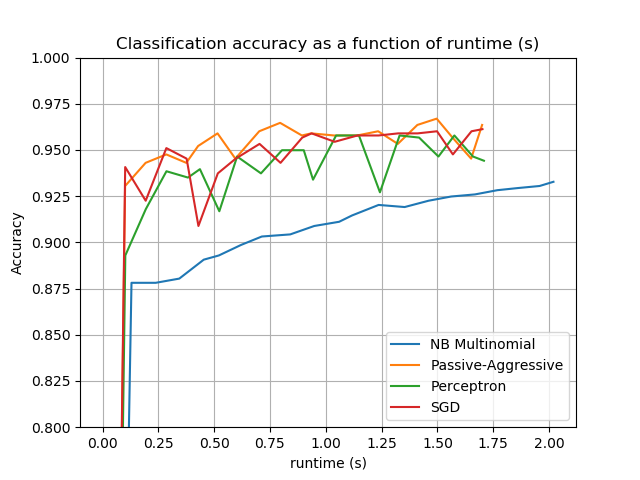 Classification accuracy as a function of runtime (s)
1.000
0.975
0.950
0.925
0.900
0.875
0.850
0.825
0.800
Accuracy
NB Multinomial
Passive-Aggressive
Perceptron
SGD
0.00 0.25 0.50 0.75 1.00 1.25 1.50 1.75 2.00
runtime (s)